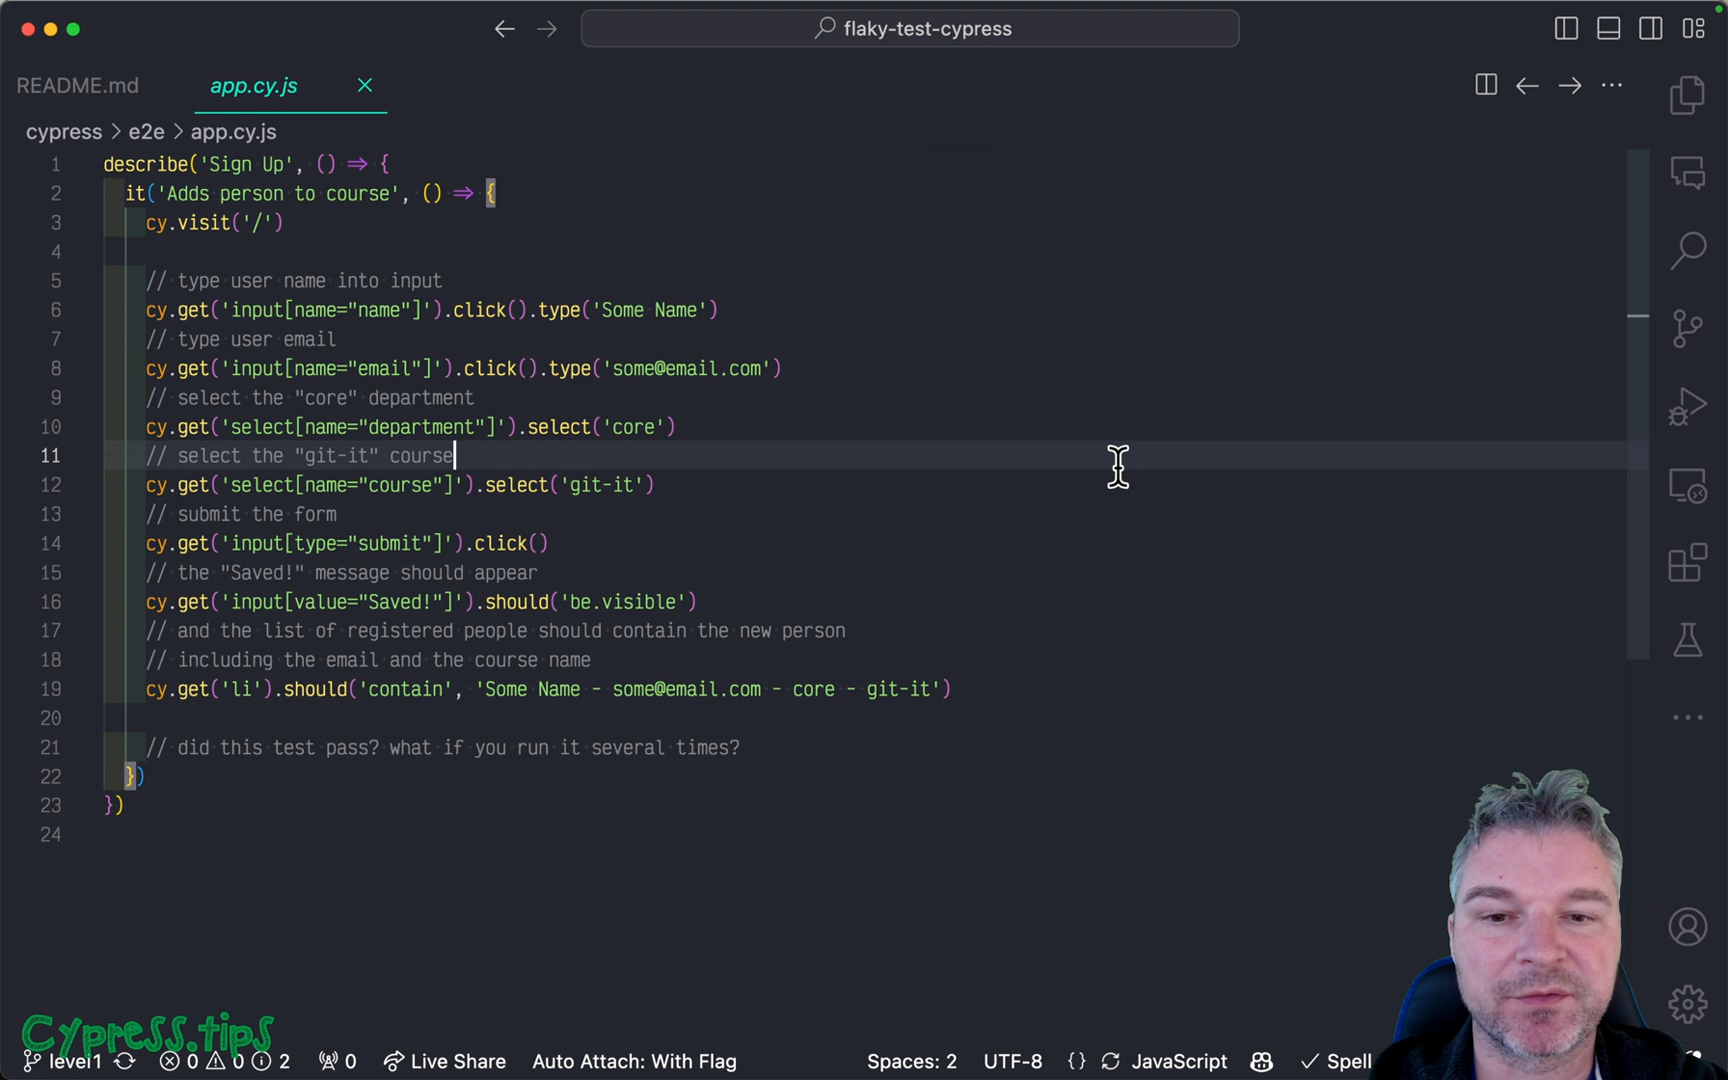 flaky-test-cypress
README.md
app.cy.js
cypress > e2e > app.cy.js
1 describe('Sign Up', () => {
2 it('Adds person to course', () => {
3 cy.visit('/')
4
5 // type user name into input
6 cy.get('input[name="name"]').click().type('Some Name')
7 // type user email
8 cy.get('input[name="email"]').click().type('some@email.com')
9 // select the "core" department
10 cy.get('select[name="department"]').select('core')
11 // select the "git-it" course
12 cy.get('select[name="course"]').select('git-it')
13 // submit the form
14 cy.get('input[type="submit"]').click()
15 // the "Saved!" message should appear
16 cy.get('input[value="Saved!"]').should('be.visible')
17 // and the list of registered people should contain the new person
18 // including the email and the course name
19 cy.get('li').should('contain', 'Some Name - some@email.com - core - git-it')
20
21 // did this test pass? what if you run it several times?
22 })
23 })
24
Cypress.tips
level1 0 0 2 0 Live Share Auto Attach: With Flag Spaces: 2 UTF-8 {} JavaScript Spell